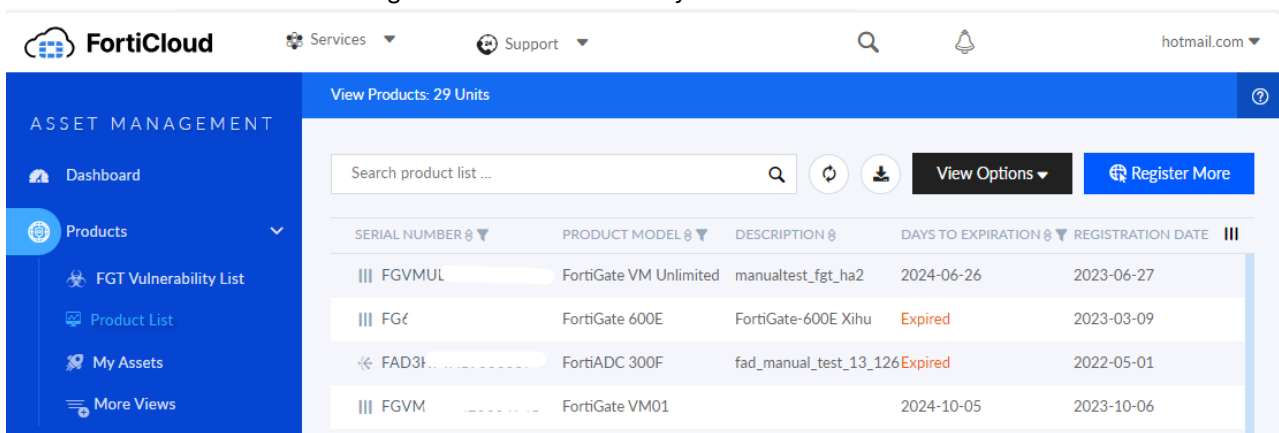 FortiCloud
Services
24
Support
hotmail.com
View Products: 29 Units
ASSET MANAGEMENT
Dashboard
Products
FGT Vulnerability List
Product List
My Assets
More Views
Search product list ...
View Options
Register More
SERIAL NUMBER PRODUCT MODEL DESCRIPTION DAYS TO EXPIRATION REGISTRATION DATE
FGVMUL FortiGate VM Unlimited manualtest_fgt_ha2 2024-06-26 2023-06-27
FortiGate 600E FortiGate-600E Xihu Expired 2023-03-09
FortiADC 300F fad_manual_test_13_126 Expired 2022-05-01
FGVM FortiGate VM01 2024-10-05 2023-10-06